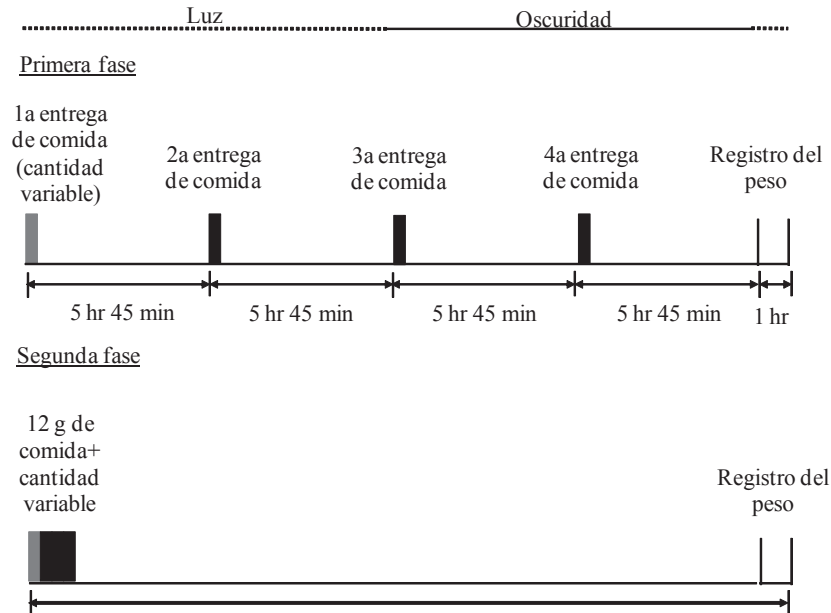 Luz
Oscuridad
Primera fase
1a entrega
de comida
(cantidad
variable)
2a entrega
de comida
3a entrega
de comida
4a entrega
de comida
Registro del
peso
5 hr 45 min
5 hr 45 min
5 hr 45 min
5 hr 45 min
1 hr
Segunda fase
12 g de
comida+
cantidad
variable
Registro del
peso